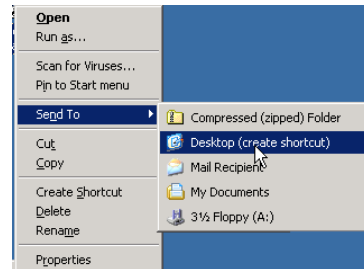 Open
Run as...
Scan for Viruses...
Pin to Start menu
Send To
Cut
Copy
Create Shortcut
Delete
Rename
Properties
Compressed (zipped) Folder
Desktop (create shortcut)
Mail Recipient
My Documents
3½ Floppy (A:)